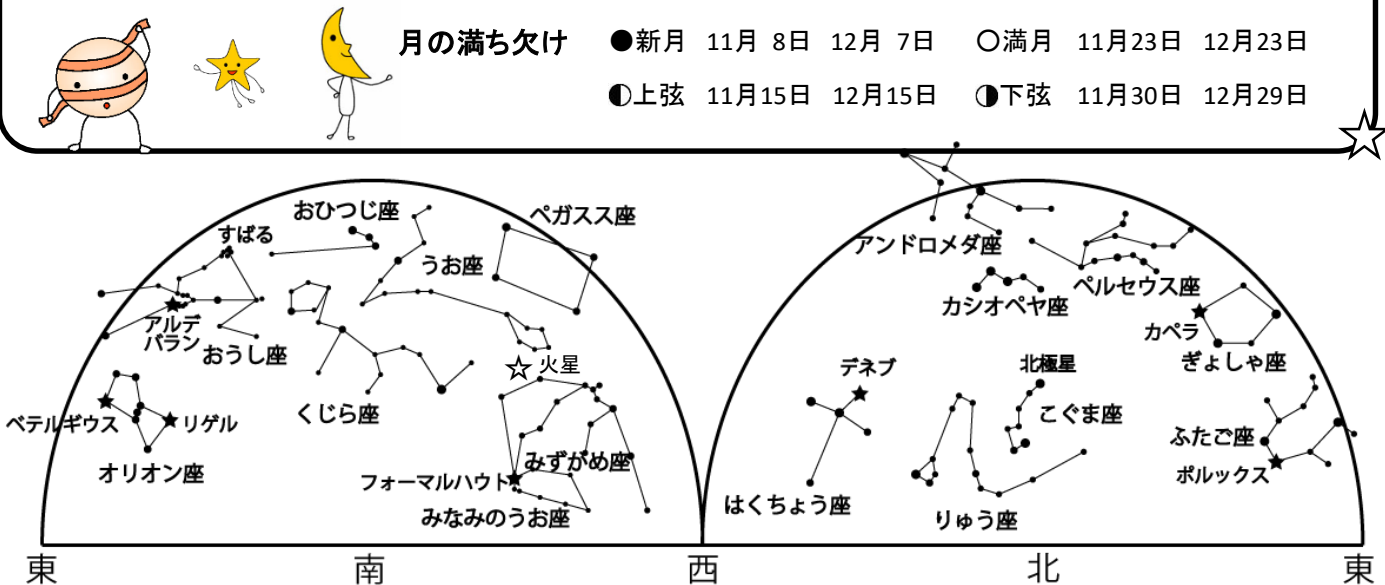 月の満ち欠け
●新月 11月 8日 12月 7日 ○満月 11月23日 12月23日
◐上弦 11月15日 12月15日 ◑下弦 11月30日 12月29日
おひつじ座
すばる
ペガスス座
うお座
アルデ
バラン
おうし座
火星
くじら座
ベテルギウス
リゲル
オリオン座
みずがめ座
フォーマルハウト
みなみのうお座
アンドロメダ座
ペルセウス座
カシオペヤ座
カペラ
ぎょしゃ座
デネブ
北極星
こぐま座
ふたご座
ポルックス
はくちょう座
りゅう座
東 南 西 北 東